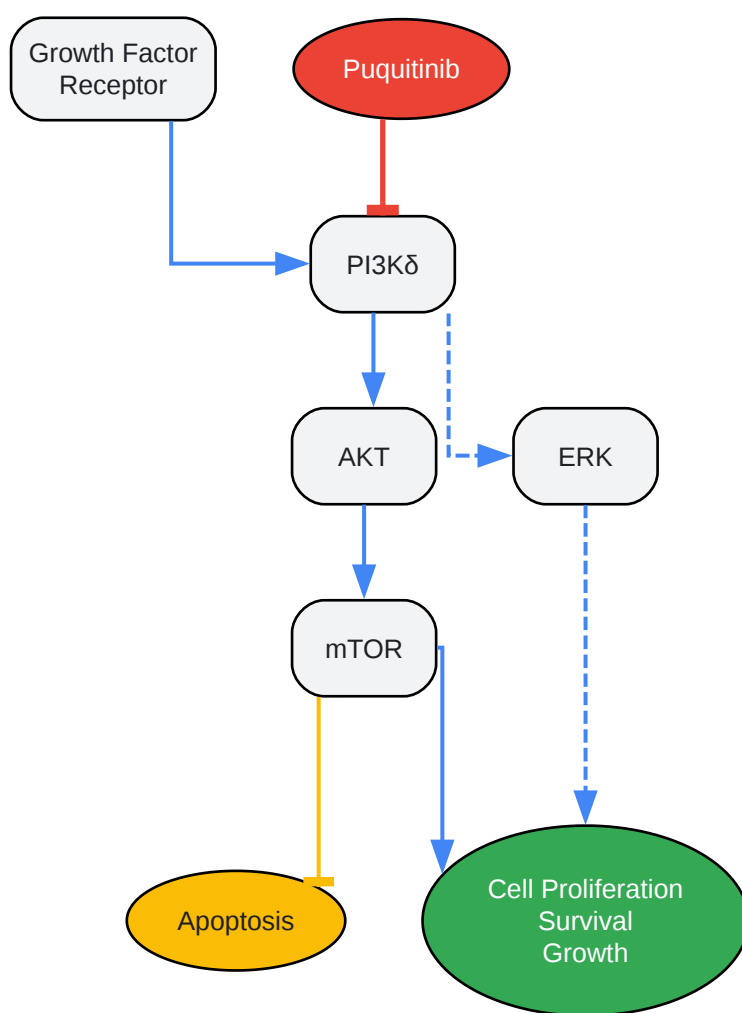 Growth Factor
Receptor
Puquitinib
PI3Kδ
AKT
ERK
mTOR
Apoptosis
Cell Proliferation
Survival
Growth